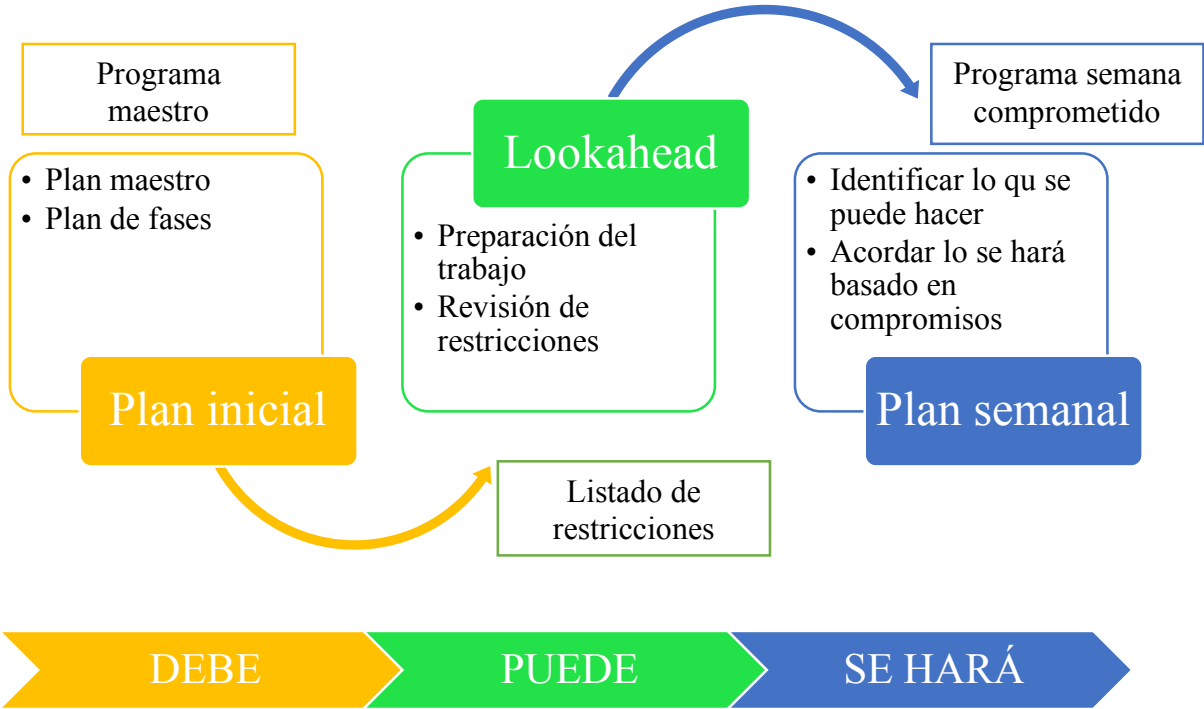 Programa
maestro
• Plan maestro
• Plan de fases
Plan inicial
Lookahead
• Preparación del
trabajo
• Revisión de
restricciones
Listado de
restricciones
Programa semana
comprometido
• Identificar lo qu se
puede hacer
• Acordar lo se hará
basado en
compromisos
Plan semanal
DEBE
PUEDE
SE HARÁ